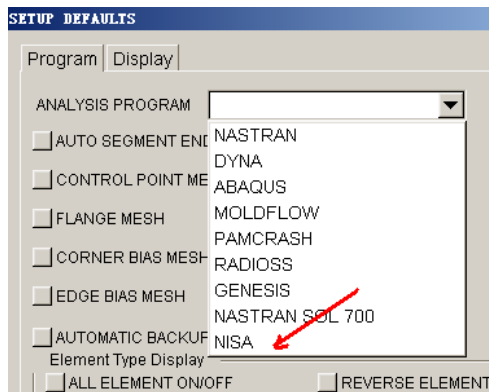 SETUP DEFAULTS
Program Display
ANALYSIS PROGRAM
AUTO SEGMENT END
NASTRAN
DYNA
CONTROL POINT ME
ABAQUS
FLANGE MESH
MOLDFLOW
PAMCRASH
CORNER BIAS MESH
RADIOSS
EDGE BIAS MESH
GENESIS
NASTRAN SOL 700
AUTOMATIC BACKUP
NISA
Element Type Display
ALL ELEMENT ON/OFF REVERSE ELEMENT